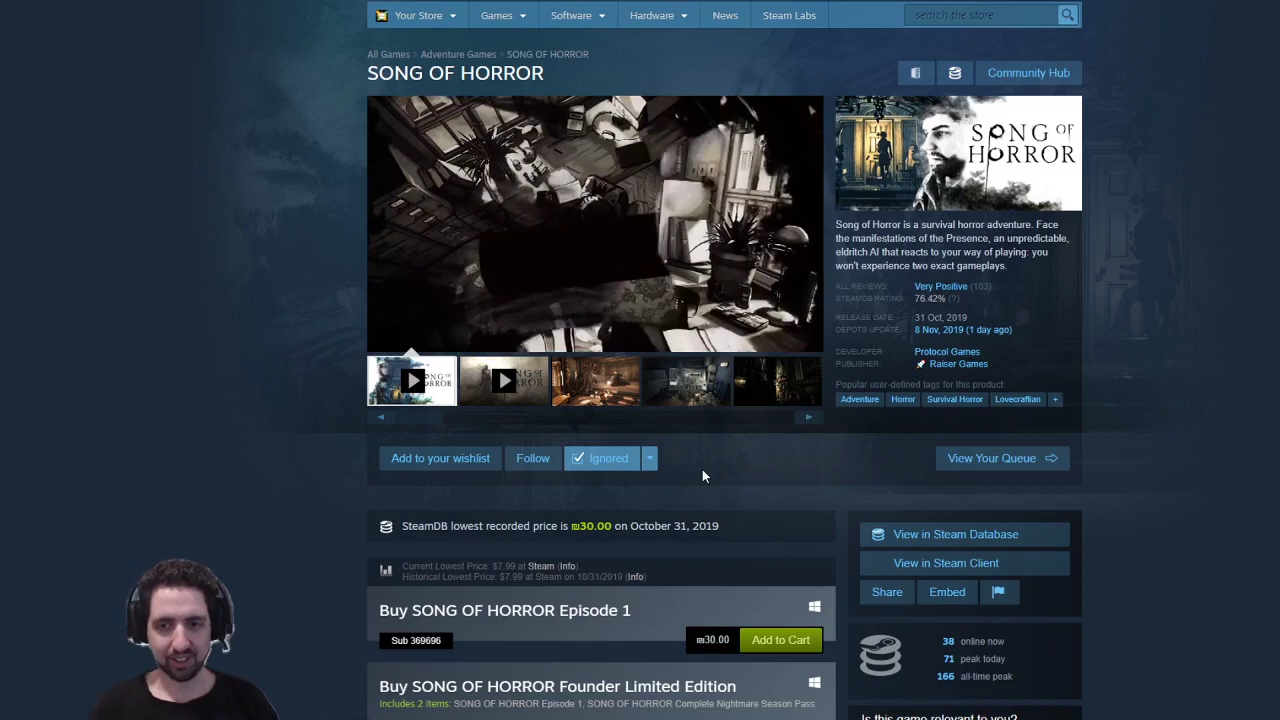 Your Store
Games
Software
Hardware
News
Steam Labs
search the store
All Games > Adventure Games > SONG OF HORROR
SONG OF HORROR
Community Hub
SONG OF
HORROR
Song of Horror is a survival horror adventure. Face
the manifestations of the Presence, an unpredictable,
eldritch AI that reacts to your way of playing: you
won't experience two exact gameplays.
ALL REVIEWS: Very Positive (103)
STEAMDB RATING: 76.42% (?)
RELEASE DATE: 31 Oct, 2019
DEPOTS UPDATE: 8 Nov, 2019 (1 day ago)
DEVELOPER: Protocol Games
PUBLISHER: Raiser Games
Popular user-defined tags for this product:
Adventure Horror Survival Horror Lovecraftian +
Add to your wishlist
Follow
Ignored
View Your Queue
SteamDB lowest recorded price is ₪30.00 on October 31, 2019
Current Lowest Price: $7.99 at Steam (Info)
Historical Lowest Price: $7.99 at Steam on 10/31/2019 (Info)
Buy SONG OF HORROR Episode 1
Sub 369696
₪30.00
Add to Cart
Buy SONG OF HORROR Founder Limited Edition
Includes 2 items: SONG OF HORROR Episode 1, SONG OF HORROR Complete Nightmare Season Pass
View in Steam Database
View in Steam Client
Share
Embed
38 online now
71 peak today
166 all-time peak
Is this game relevant to you?